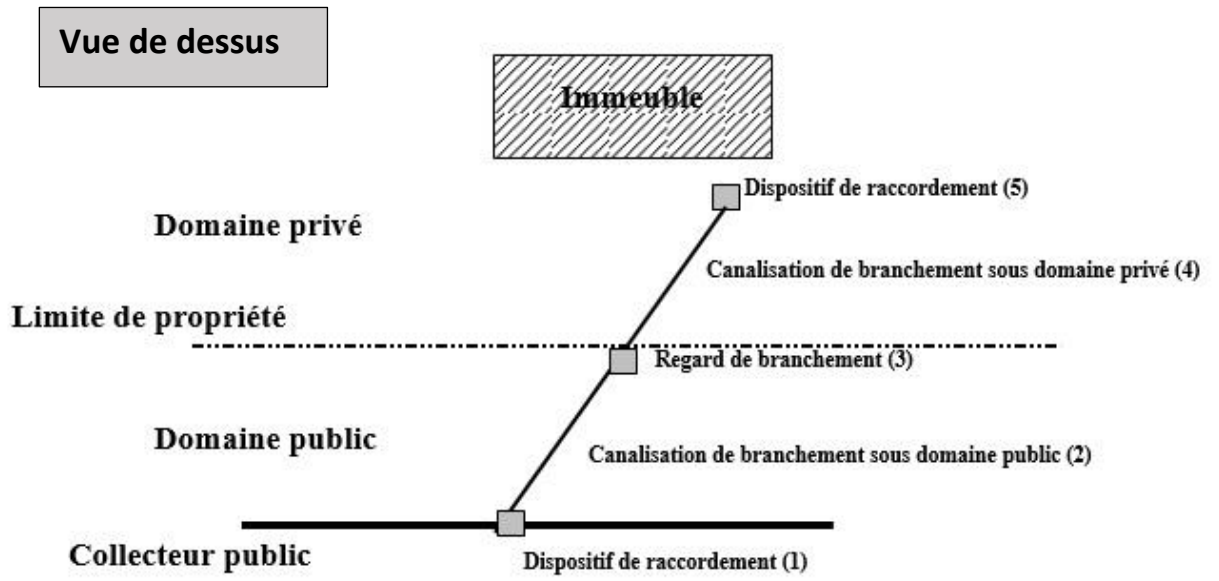 Vue de dessus
Immeuble
Dispositif de raccordement (5)
Domaine privé
Canalisation de branchement sous domaine privé (4)
Limite de propriété
Regard de branchement (3)
Domaine public
Canalisation de branchement sous domaine public (2)
Collecteur public
Dispositif de raccordement (1)